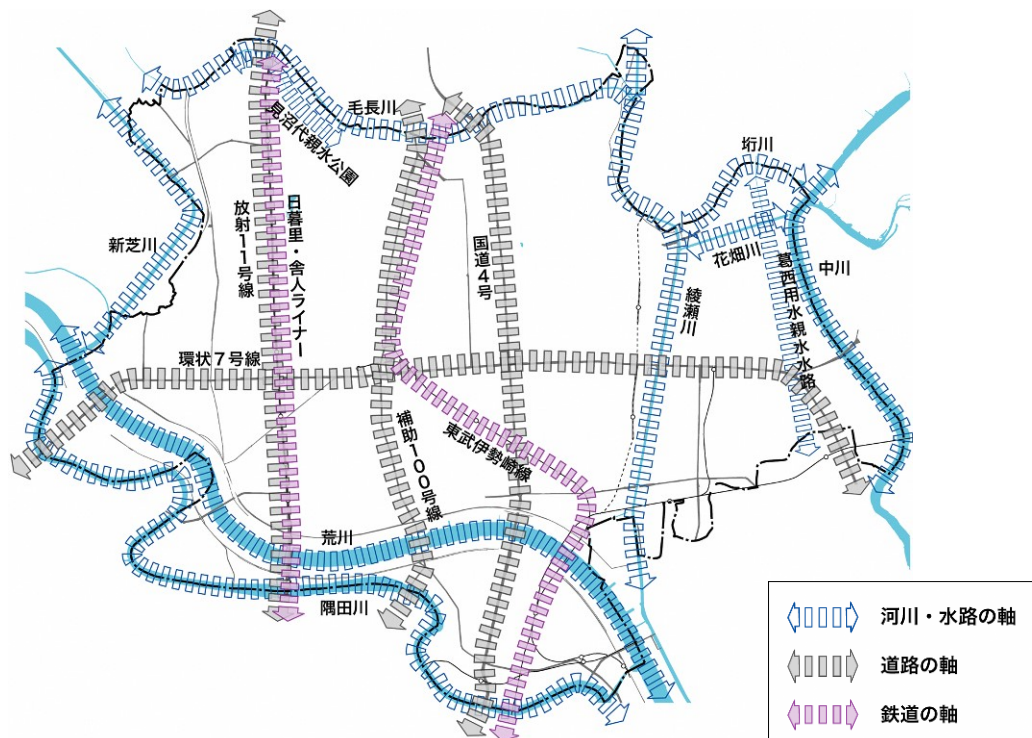 毛長川
見沼代親水公園
垳川
放射11号線
日暮里・舎人ライナー
国道4号
花畑川
新芝川
中川
綾瀬川
葛西用水親水水路
環状7号線
補助100号線
東武伊勢崎線
荒川
隅田川
河川・水路の軸
道路の軸
鉄道の軸